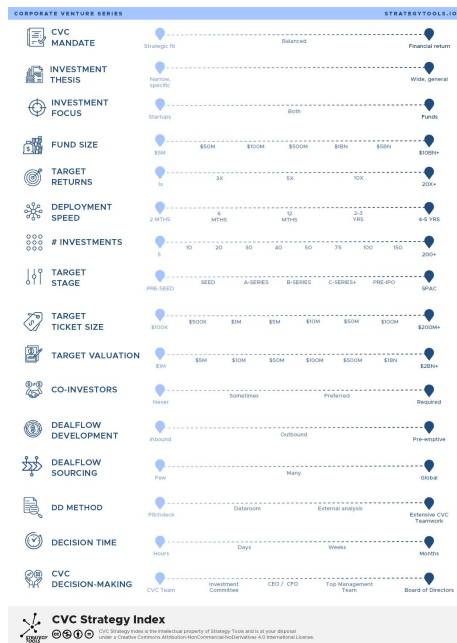 CORPORATE VENTURE SERIES
STRATEGYTOOLS.IO
CVC
MANDATE
Strategic fit
Balanced
Financial return
INVESTMENT
THESIS
Narrow,
specific
Wide, general
INVESTMENT
FOCUS
Startups
Both
Funds
FUND SIZE
$5M
$50M
$100M
$500M
$1BN
$5BN
$10BN+
TARGET
RETURNS
1x
3X
5X
10X
20X+
DEPLOYMENT
SPEED
2 MTHS
6
MTHS
12
MTHS
2-3
YRS
4-5 YRS
# INVESTMENTS
5
10
20
30
40
50
75
100
150
200+
TARGET
STAGE
PRE-SEED
SEED
A-SERIES
B-SERIES
C-SERIES+
PRE-IPO
SPAC
TARGET
TICKET SIZE
$100K
$500K
$1M
$5M
$10M
$50M
$100M
$200M+
TARGET VALUATION
$1M
$5M
$10M
$50M
$100M
$500M
$1BN
$2BN+
CO-INVESTORS
Never
Sometimes
Preferred
Required
DEALFLOW
DEVELOPMENT
Inbound
Outbound
Pre-emptive
DEALFLOW
SOURCING
Few
Many
Global
DD METHOD
Pitchdeck
Dataroom
External analysis
Extensive CVC
Teamwork
DECISION TIME
Hours
Days
Weeks
Months
CVC
DECISION-MAKING
CVC Team
Investment
Committee
CEO / CFO
Top Management
Team
Board of Directors
STRATEGY
TOOLS
CVC Strategy Index
CVC Strategy Index is the intellectual property of Strategy Tools and is at your disposal
under a Creative Commons Attribution-NonCommercial-NoDerivatives 4.0 International License.